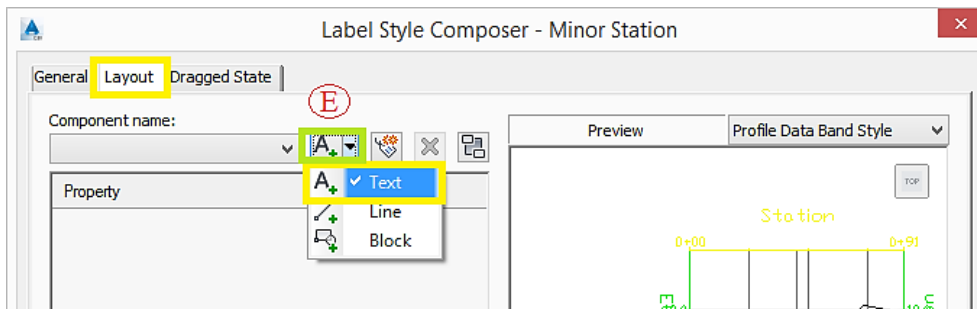 Label Style Composer - Minor Station
General Layout Dragged State
E
Component name:
Preview
Profile Data Band Style
Property
Text
Line
Block
TOP
Station
0+00
0+91